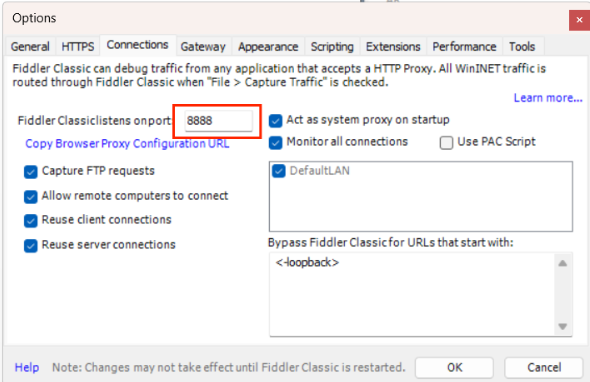 Options
General HTTPS Connections Gateway Appearance Scripting Extensions Performance Tools
Fiddler Classic can debug traffic from any application that accepts a HTTP Proxy. All WinINET traffic is
routed through Fiddler Classic when "File > Capture Traffic" is checked.
Learn more...
Fiddler Classic listens on port: 8888
Act as system proxy on startup
Copy Browser Proxy Configuration URL
Monitor all connections
Use PAC Script
Capture FTP requests
DefaultLAN
Allow remote computers to connect
Reuse client connections
Reuse server connections
Bypass Fiddler Classic for URLs that start with:
<-loopback>
Help Note: Changes may not take effect until Fiddler Classic is restarted. OK Cancel